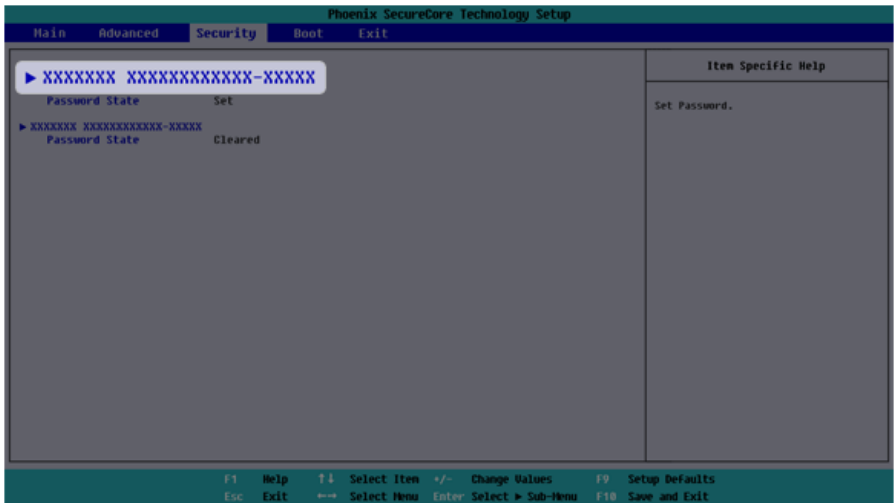 Phoenix SecureCore Technology Setup
Main Advanced Security Boot Exit
▶ XXXXXXX XXXXXXXXXXXX-XXXXX
Password State Set
▶ XXXXXXX XXXXXXXXXXXX-XXXXX
Password State Cleared
Item Specific Help
Set Password.
F1 Help ↑↓ Select Item +/- Change Values F9 Setup Defaults
Esc Exit ←→ Select Menu Enter Select ▶ Sub-Menu F10 Save and Exit